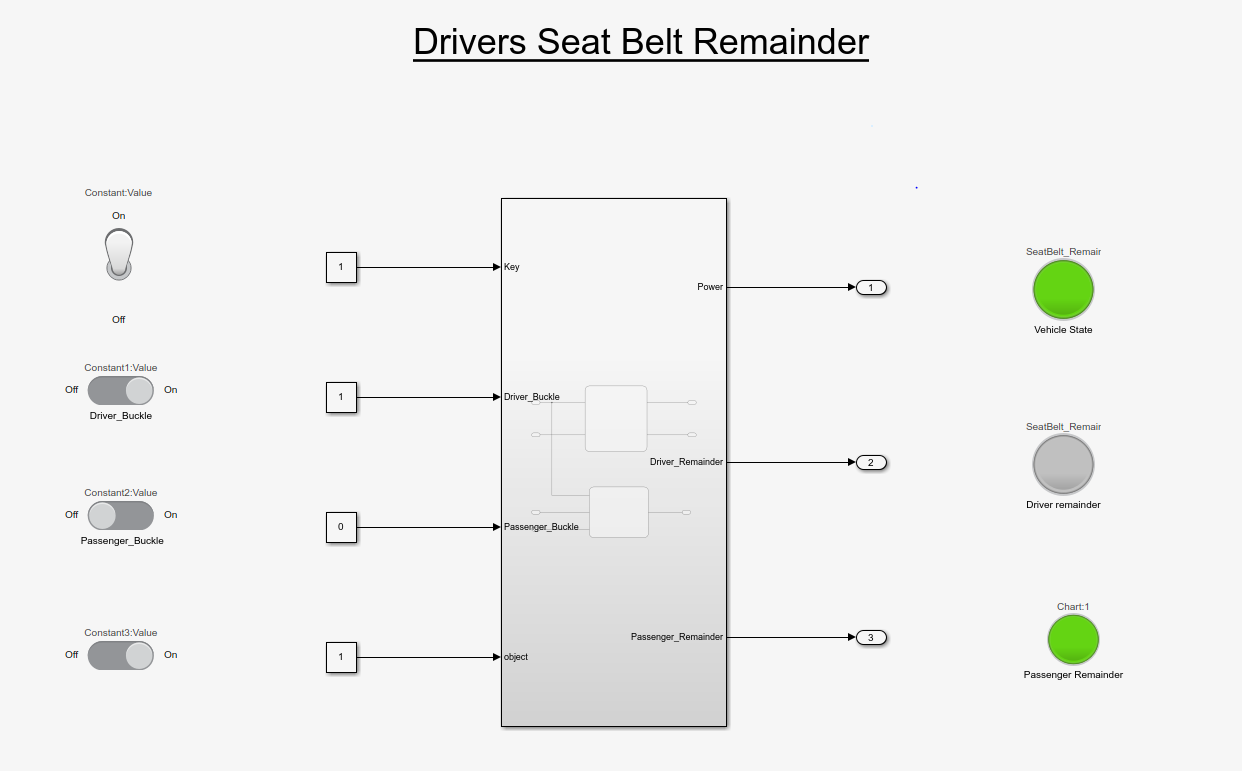 Drivers Seat Belt Remainder
Constant:Value
On
Off
Constant1:Value
Off
On
Driver_Buckle
Constant2:Value
Off
On
Passenger_Buckle
Constant3:Value
Off
On
1
1
0
1
Key
Driver_Buckle
Passenger_Buckle
object
Power
Driver_Remainder
Passenger_Remainder
1
2
3
SeatBelt_Remair
Vehicle State
SeatBelt_Remair
Driver remainder
Chart:1
Passenger Remainder